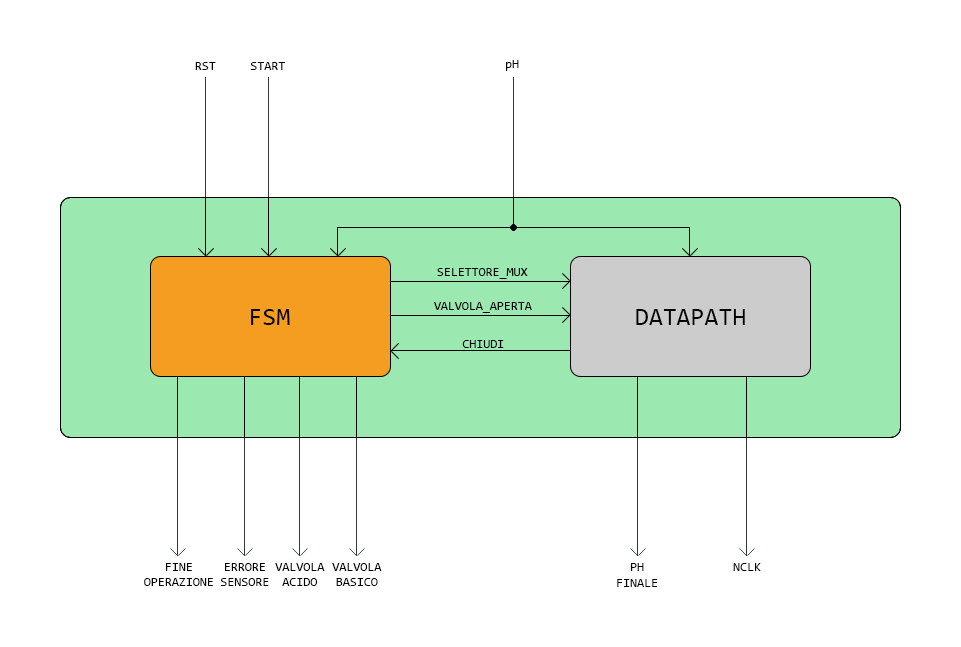 RST
START
pH
SELETTORE_MUX
VALVOLA_APERTA
CHIUDI
FSM
DATAPATH
FINE
OPERAZIONE
ERRORE
SENSORE
VALVOLA
ACIDO
VALVOLA
BASICO
PH
FINALE
NCLK